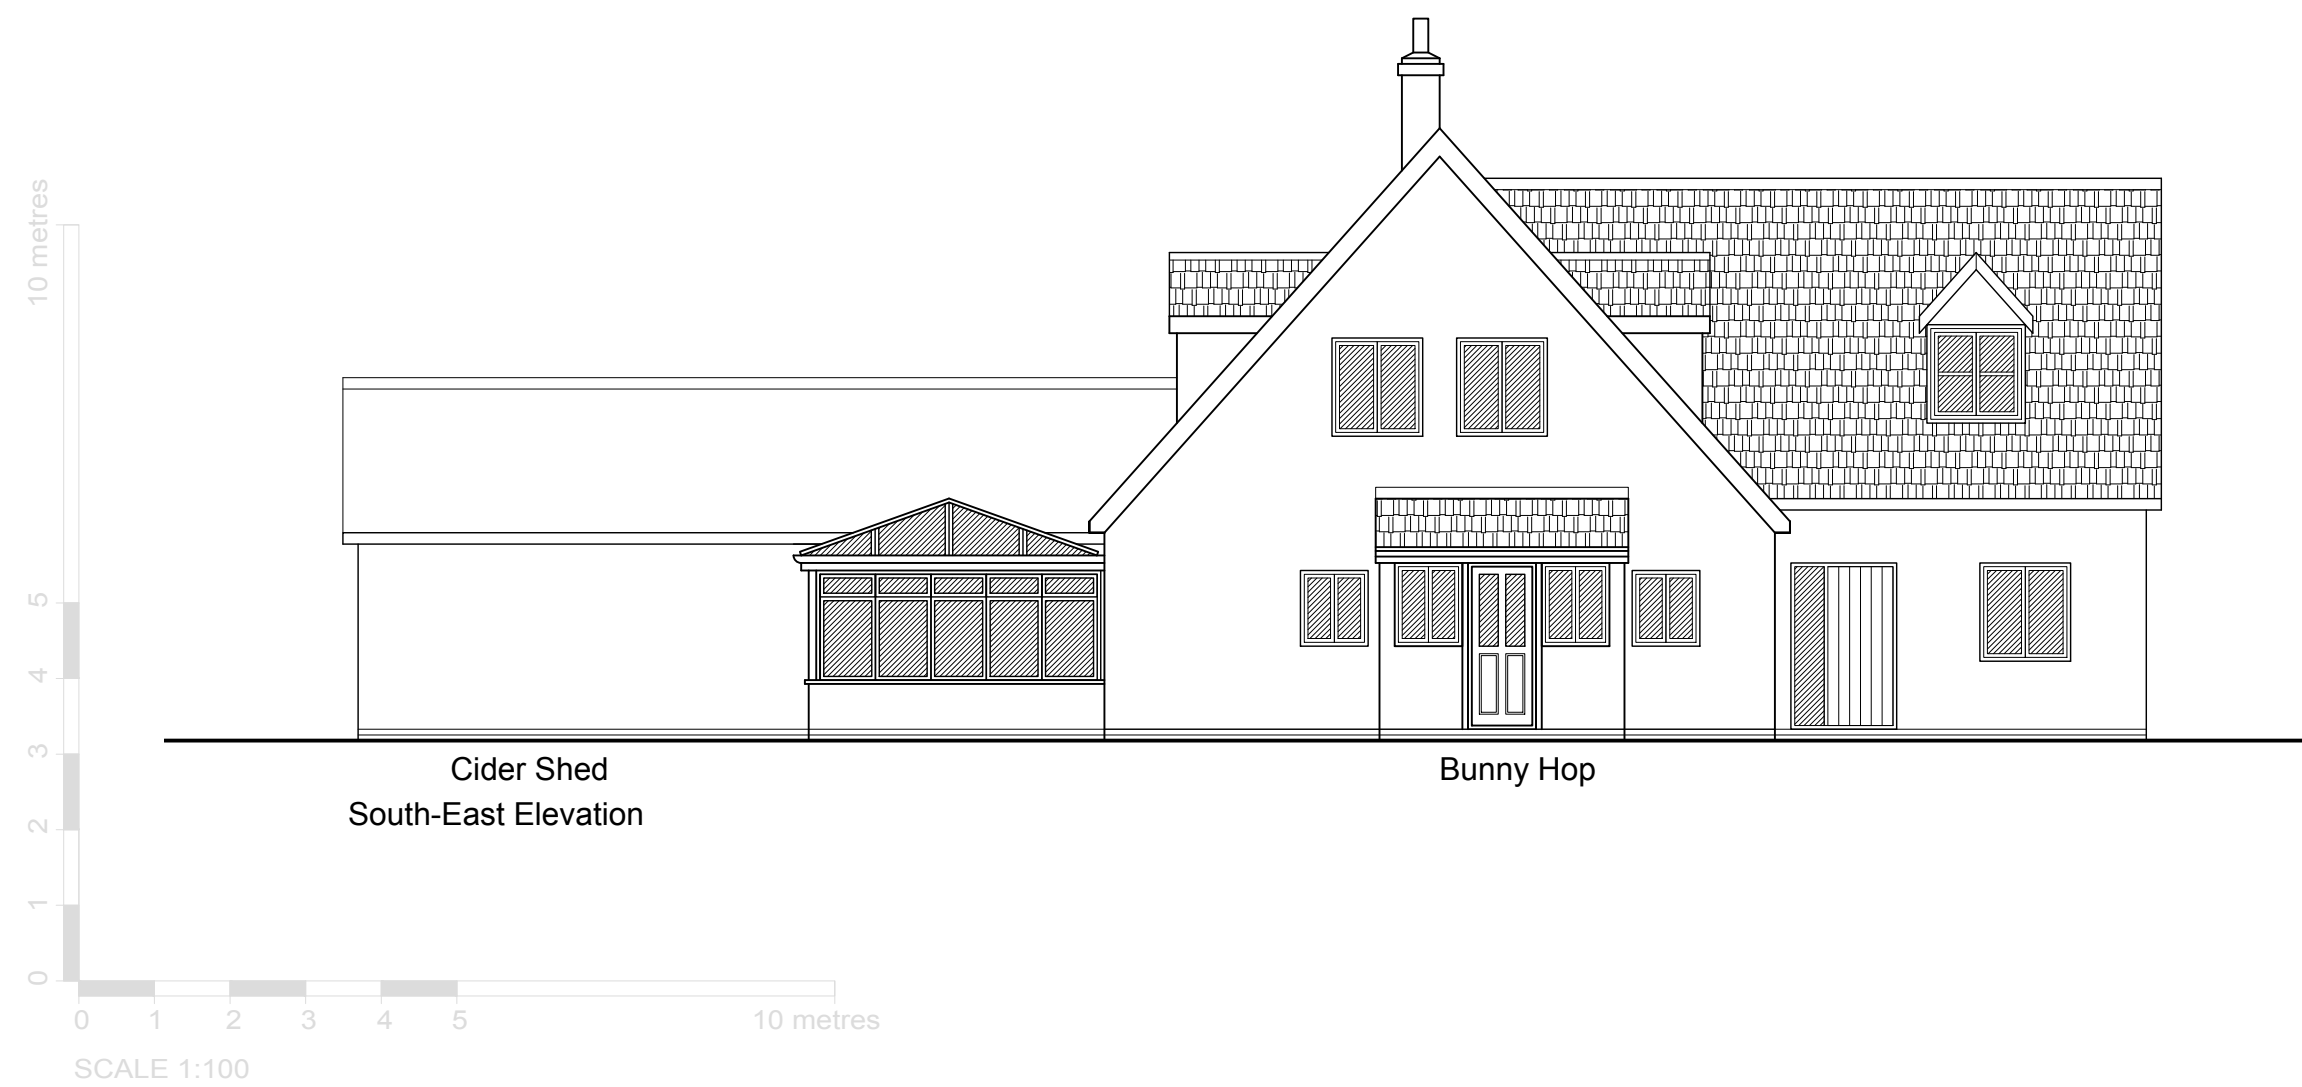 10 metres
5
4
3
2
1
0
Cider Shed
Bunny Hop
South-East Elevation
0 1 2 3 4 5 10 metres
SCALE 1:100